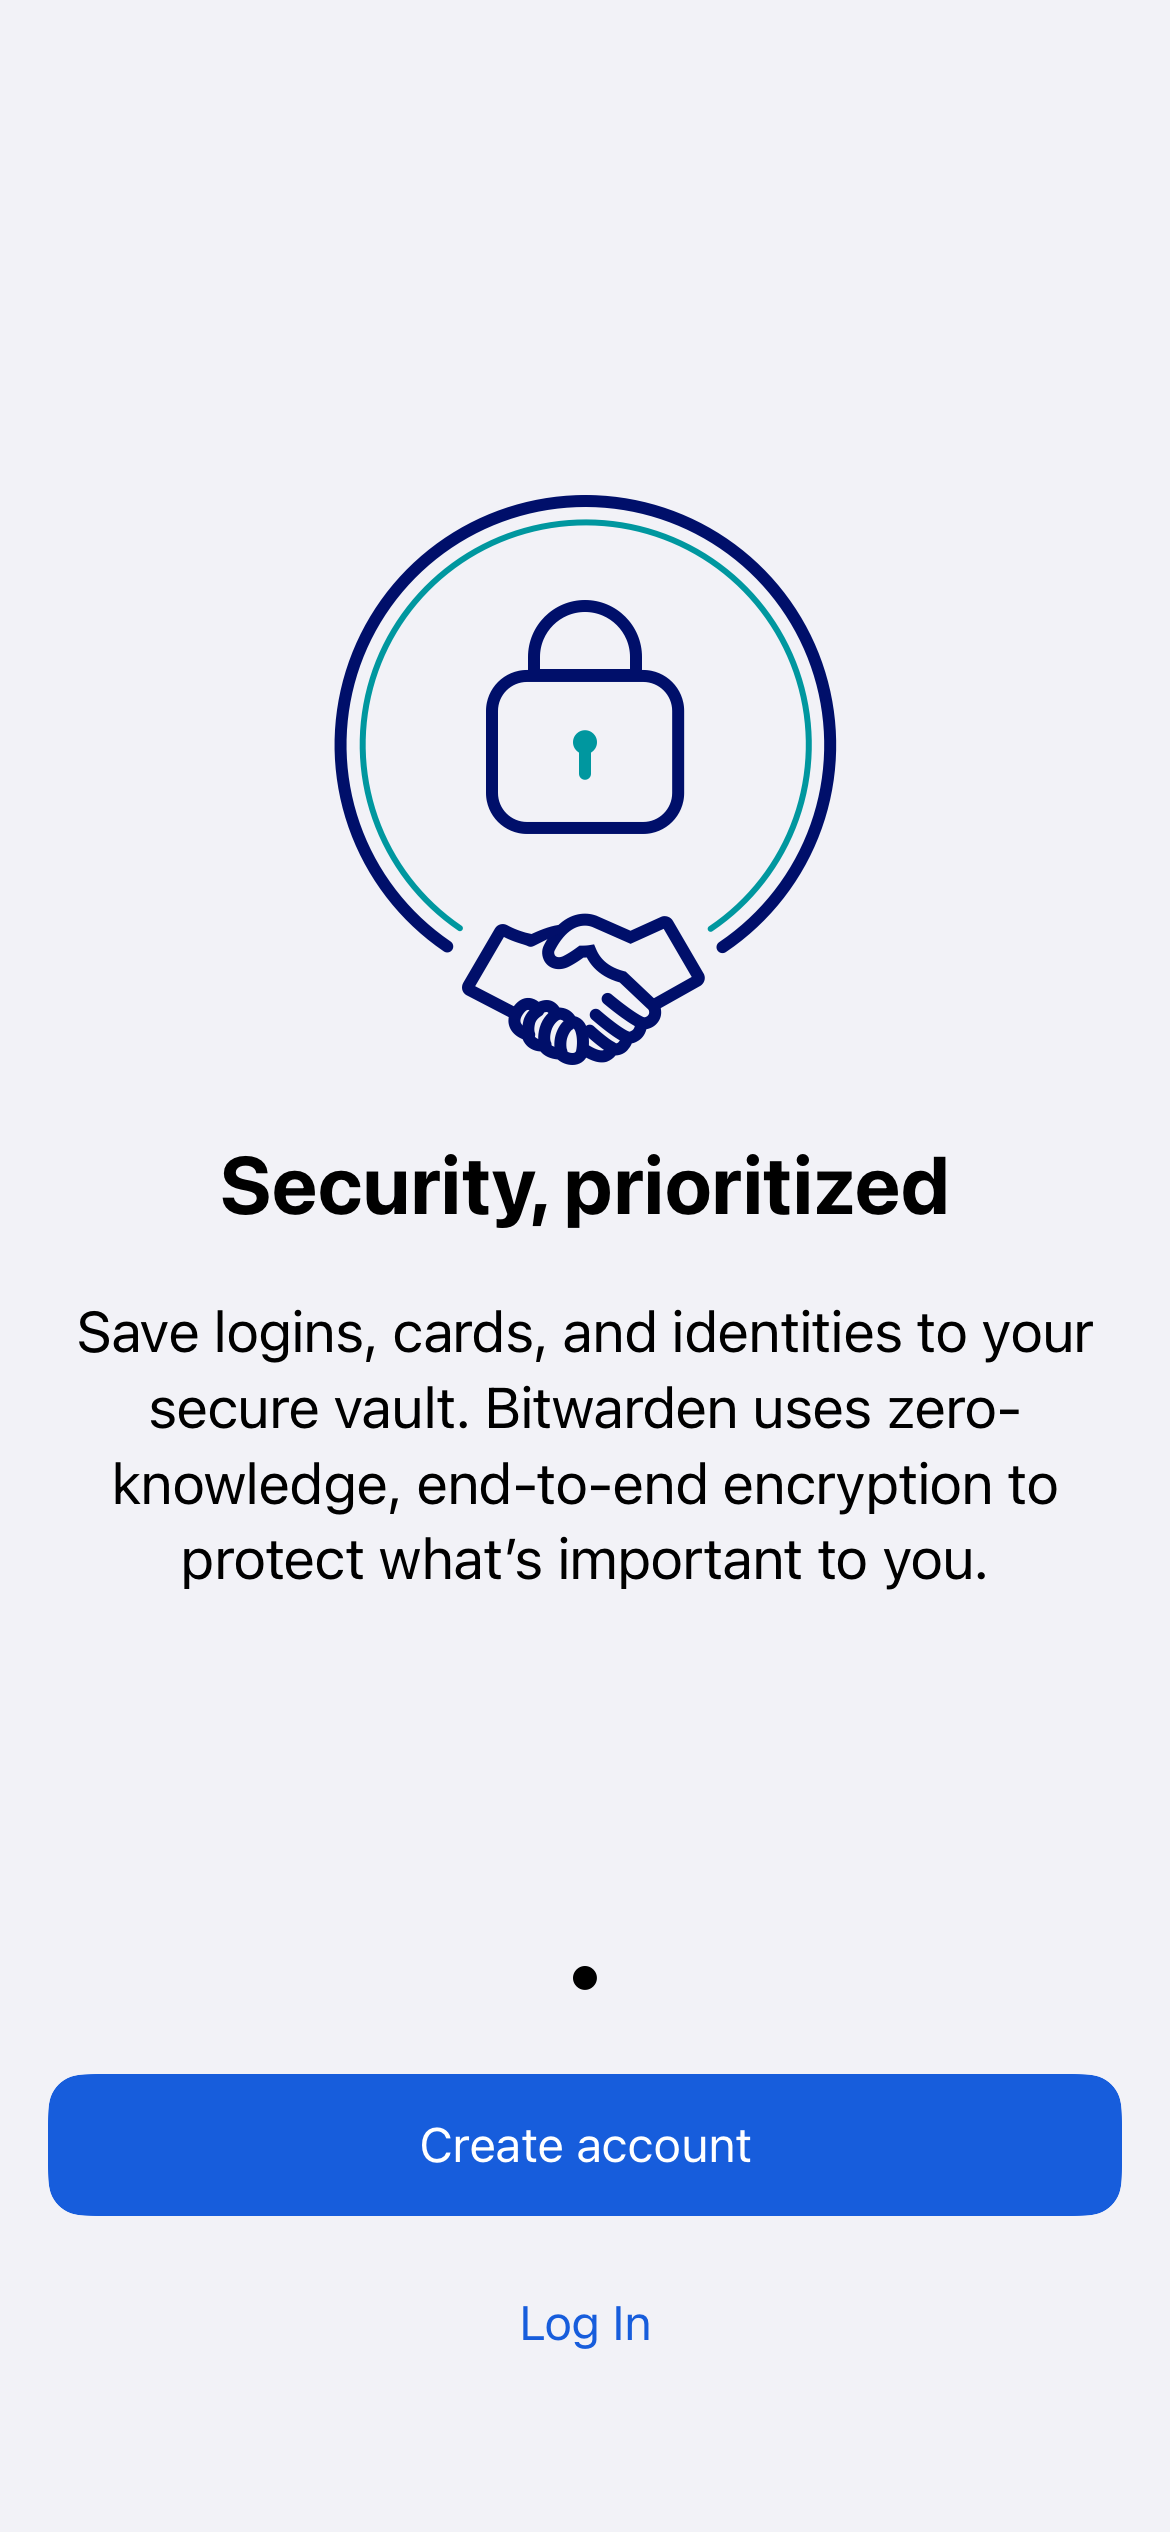 Security, prioritized
Save logins, cards, and identities to your
secure vault. Bitwarden uses zero-
knowledge, end-to-end encryption to
protect what’s important to you.
Create account
Log In